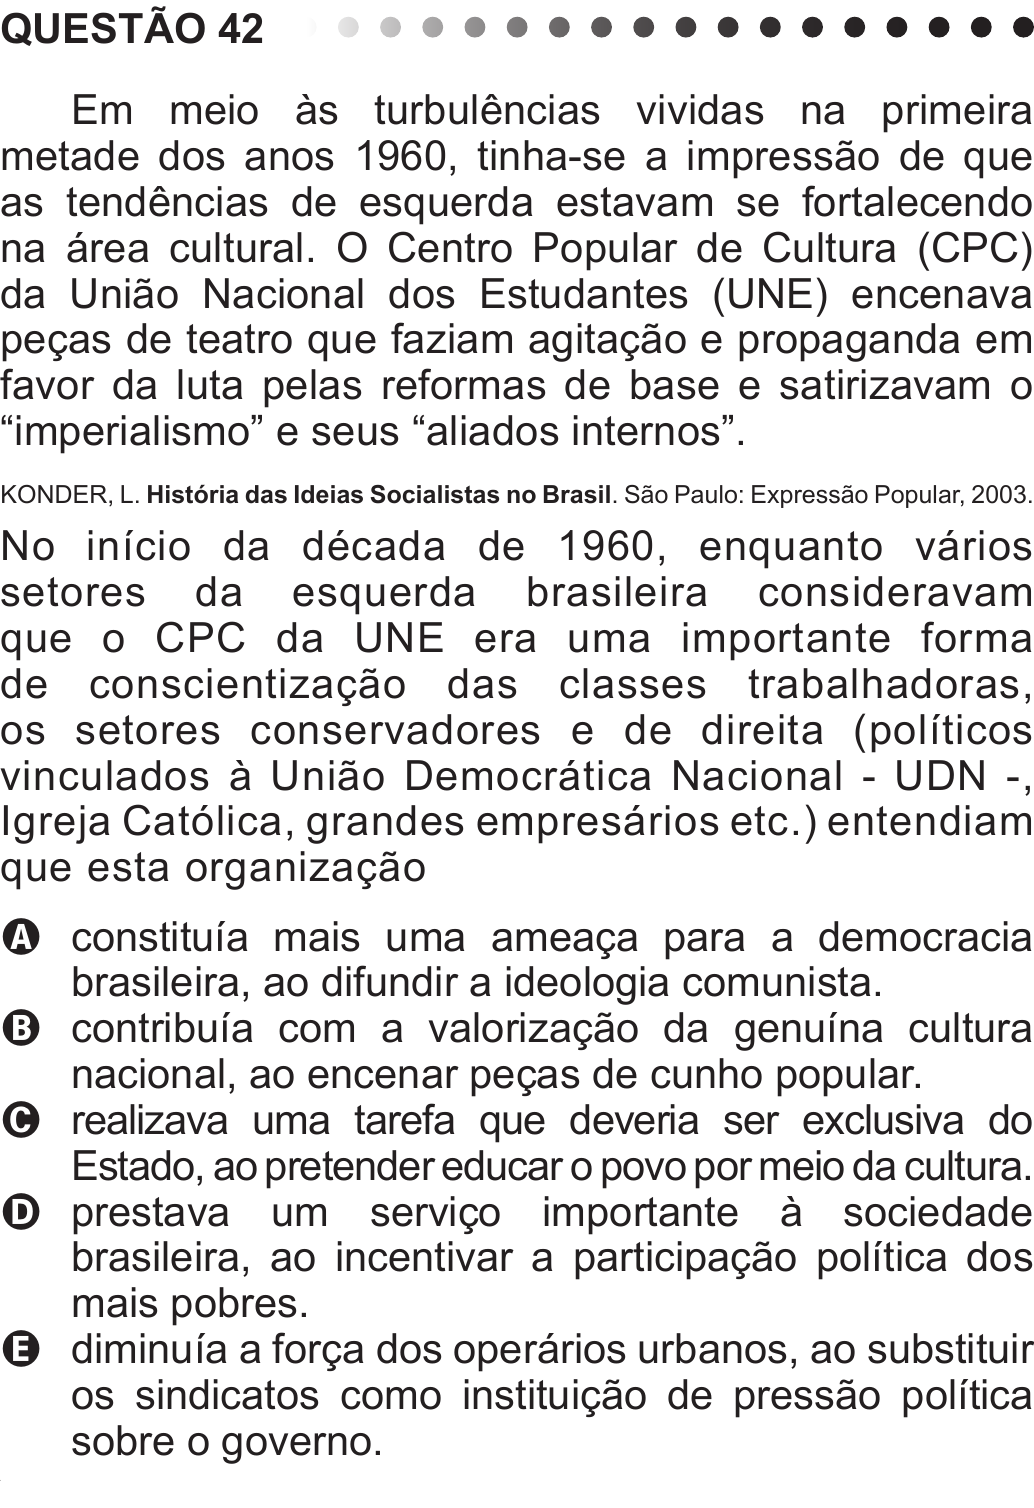 QUESTÃO 42
Em meio às turbulências vividas na primeira
metade dos anos 1960, tinha-se a impressão de que
as tendências de esquerda estavam se fortalecendo
na área cultural. O Centro Popular de Cultura (CPC)
da União Nacional dos Estudantes (UNE) encenava
peças de teatro que faziam agitação e propaganda em
favor da luta pelas reformas de base e satirizavam o
“imperialismo” e seus “aliados internos”.
KONDER, L. História das Ideias Socialistas no Brasil. São Paulo: Expressão Popular, 2003.
No início da década de 1960, enquanto vários
setores da esquerda brasileira consideravam
que o CPC da UNE era uma importante forma
de conscientização das classes trabalhadoras,
os setores conservadores e de direita (políticos
vinculados à União Democrática Nacional - UDN -,
Igreja Católica, grandes empresários etc.) entendiam
que esta organização
A constituía mais uma ameaça para a democracia
brasileira, ao difundir a ideologia comunista.
B contribuía com a valorização da genuína cultura
nacional, ao encenar peças de cunho popular.
C realizava uma tarefa que deveria ser exclusiva do
Estado, ao pretender educar o povo por meio da cultura.
D prestava um serviço importante à sociedade
brasileira, ao incentivar a participação política dos
mais pobres.
E diminuía a força dos operários urbanos, ao substituir
os sindicatos como instituição de pressão política
sobre o governo.